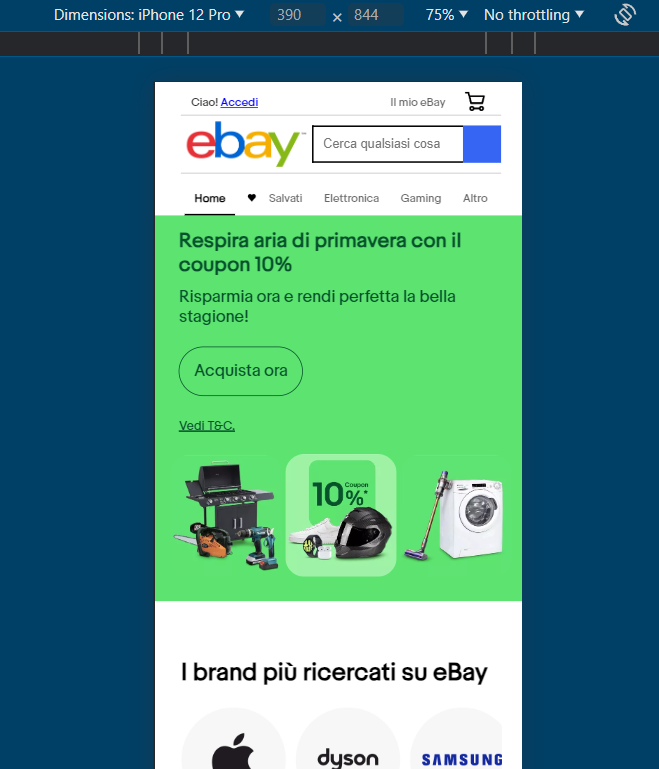 Dimensions: iPhone 12 Pro 390 × 844 75% No throttling
Ciao! Accedi Il mio eBay
ebay™ Cerca qualsiasi cosa
Home Salvati Elettronica Gaming Altro
Respira aria di primavera con il
coupon 10%
Risparmia ora e rendi perfetta la bella
stagione!
Acquista ora
Vedi T&C.
Coupon
10%*
I brand più ricercati su eBay
dyson SAMSUNG